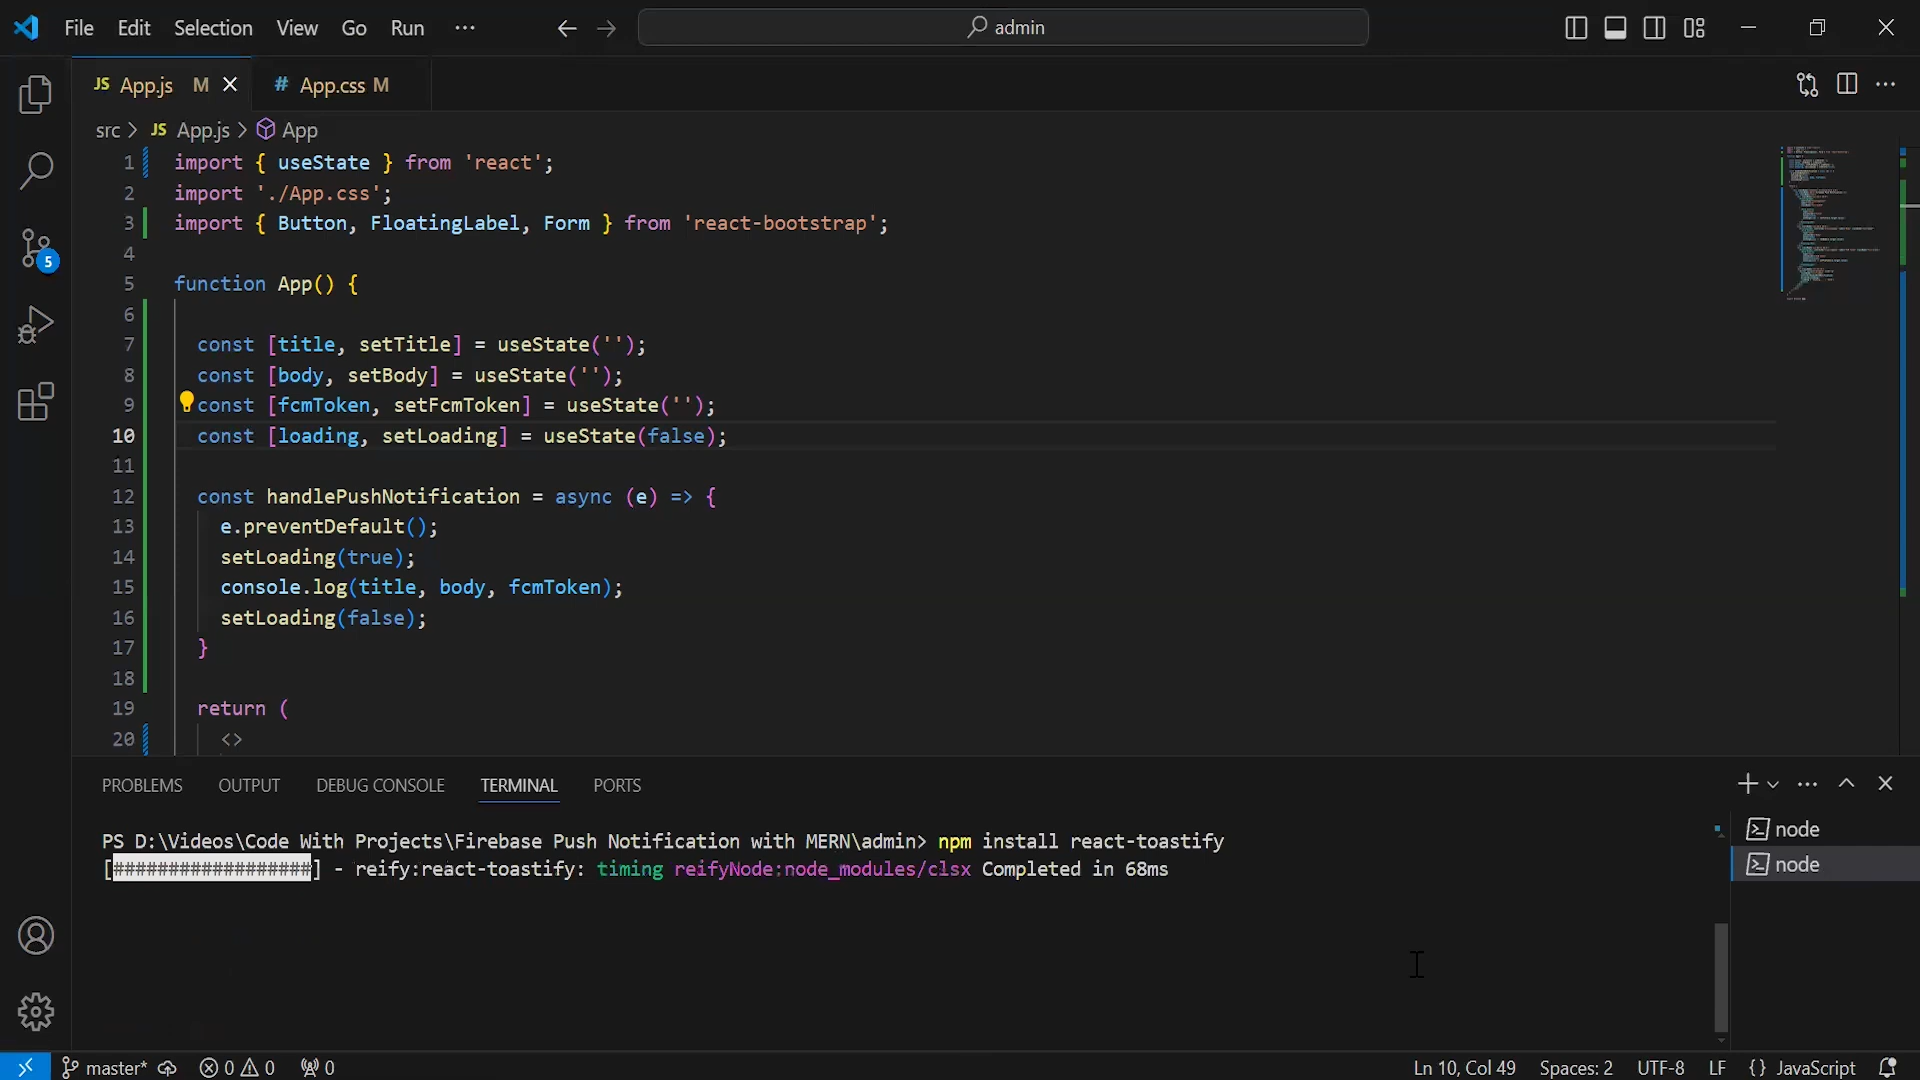 File Edit Selection View Go Run ··· admin
JS App.js M # App.css M
src > JS App.js > App
1 import { useState } from 'react';
2 import './App.css';
3 import { Button, FloatingLabel, Form } from 'react-bootstrap';
4
5 function App() {
6
7 const [title, setTitle] = useState('');
8 const [body, setBody] = useState('');
9 const [fcmToken, setFcmToken] = useState('');
10 const [loading, setLoading] = useState(false);
11
12 const handlePushNotification = async (e) => {
13 e.preventDefault();
14 setLoading(true);
15 console.log(title, body, fcmToken);
16 setLoading(false);
17 }
18
19 return (
20 <>
5
PROBLEMS OUTPUT DEBUG CONSOLE TERMINAL PORTS
PS D:\Videos\Code With Projects\Firebase Push Notification with MERN\admin> npm install react-toastify
[##################] - reify:react-toastify: timing reifyNode:node_modules/clsx Completed in 68ms
node
node
master* 0 0 0 Ln 10, Col 49 Spaces: 2 UTF-8 LF {} JavaScript